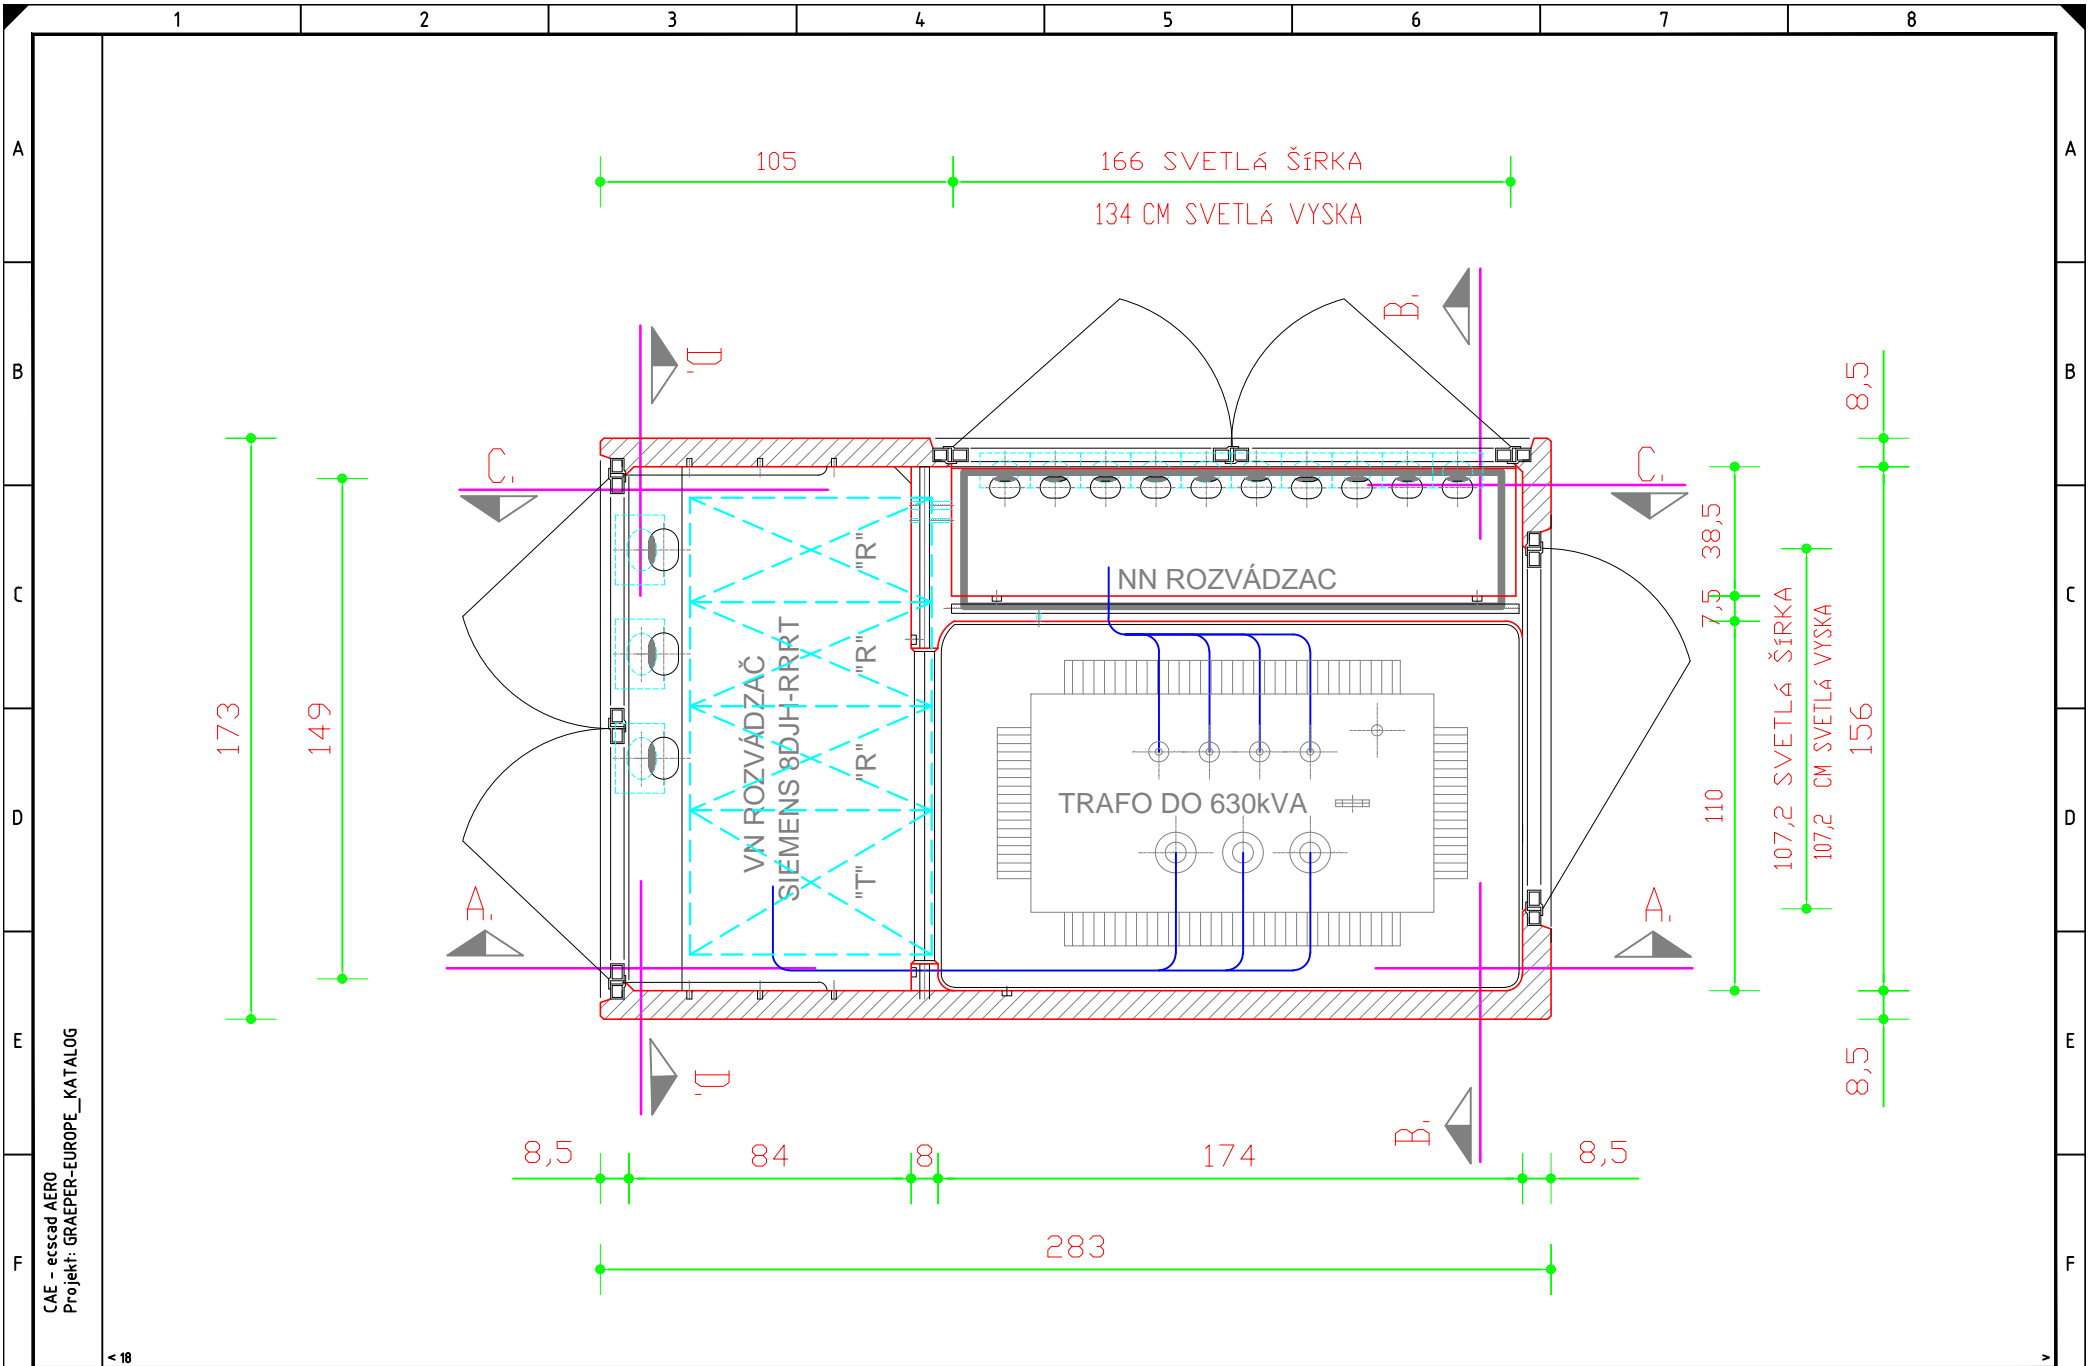 1 2 3 4 5 6 7 8
A A
B B
C C
D D
E E
F F
105
166 SVETLá ŠíRKA
134 CM SVETLá VYSKA
B.
D.
C.
C.
8,5
38,5
7,5
110
107,2 SVETLÁ ŠÍRKA
107,2 CM SVETLÁ VYSKA
156
8,5
173
149
NN ROZVÁDZAC
VN ROZVÁDZAČ
SIEMENS 8DJH-RRRT
"R"
"R"
"R"
"T"
TRAFO DO 630kVA
A.
A.
D.
B.
8,5
84
8
174
8,5
283
CAE - ecscad AERO
Projekt: GRAEPER-EUROPE_KATALOG
< 18
>